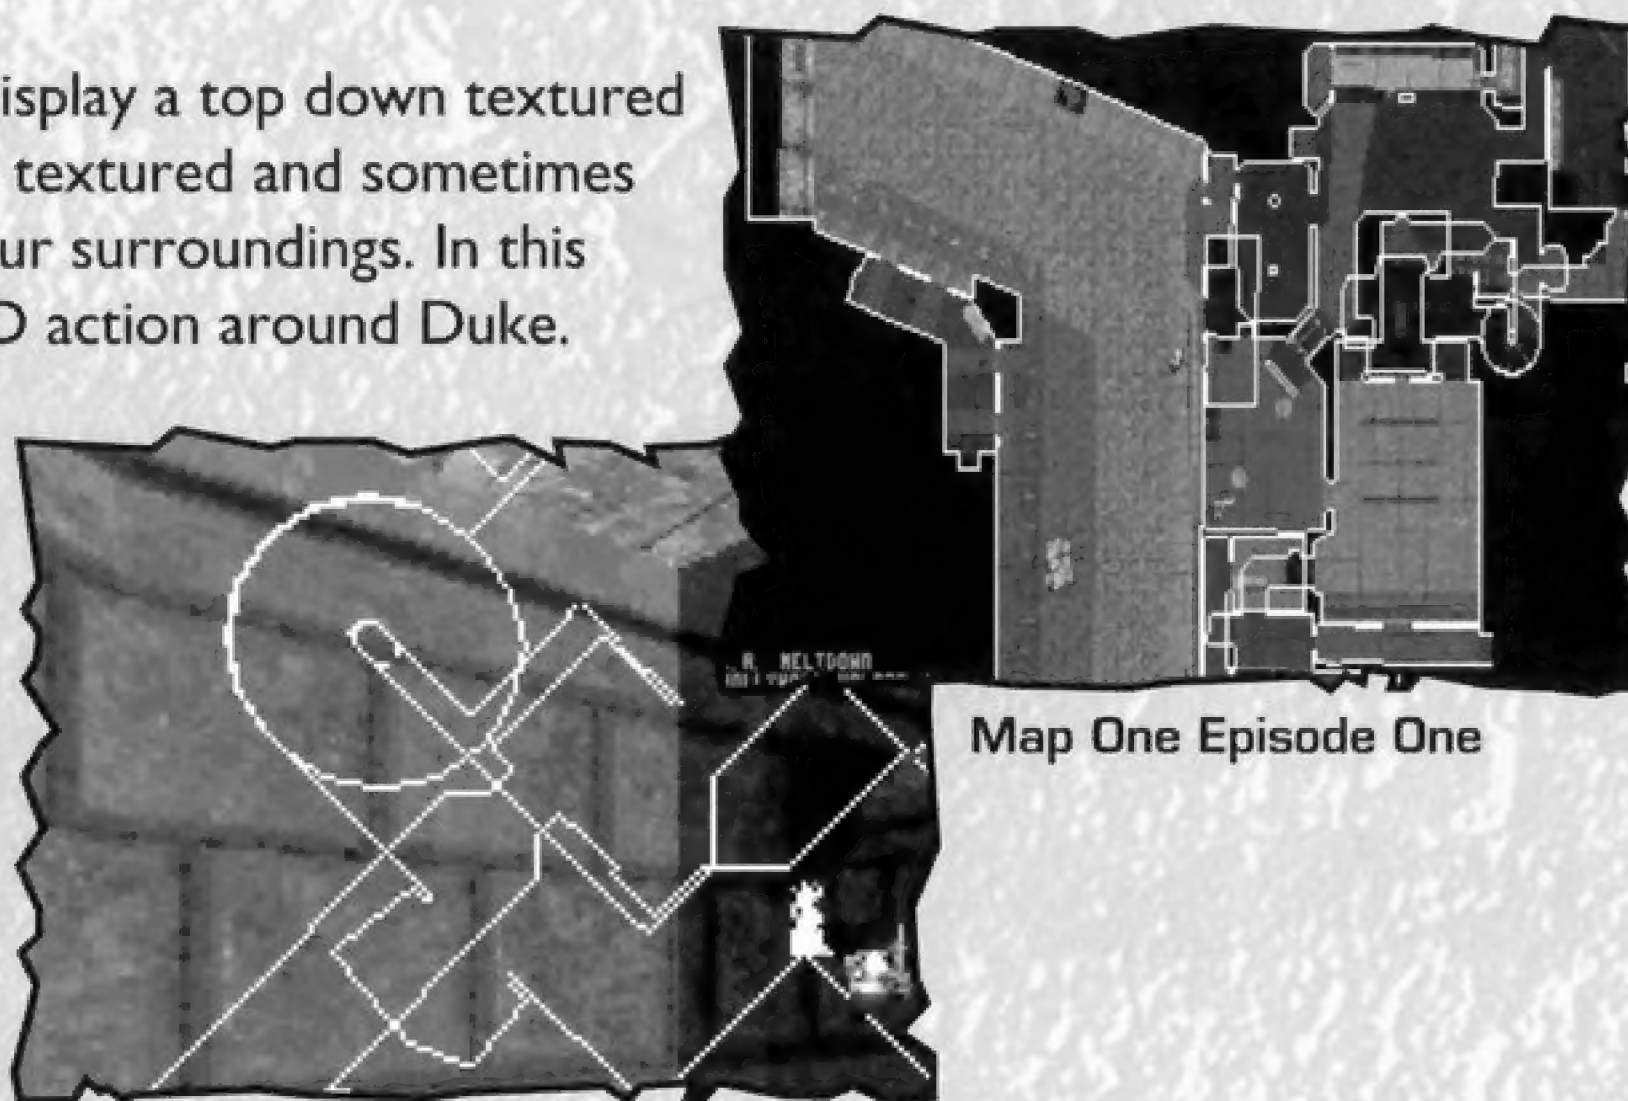 isplay a top down textured
textured and sometimes
ur surroundings. In this
D action around Duke.
MELTDOWN
Map One Episode One